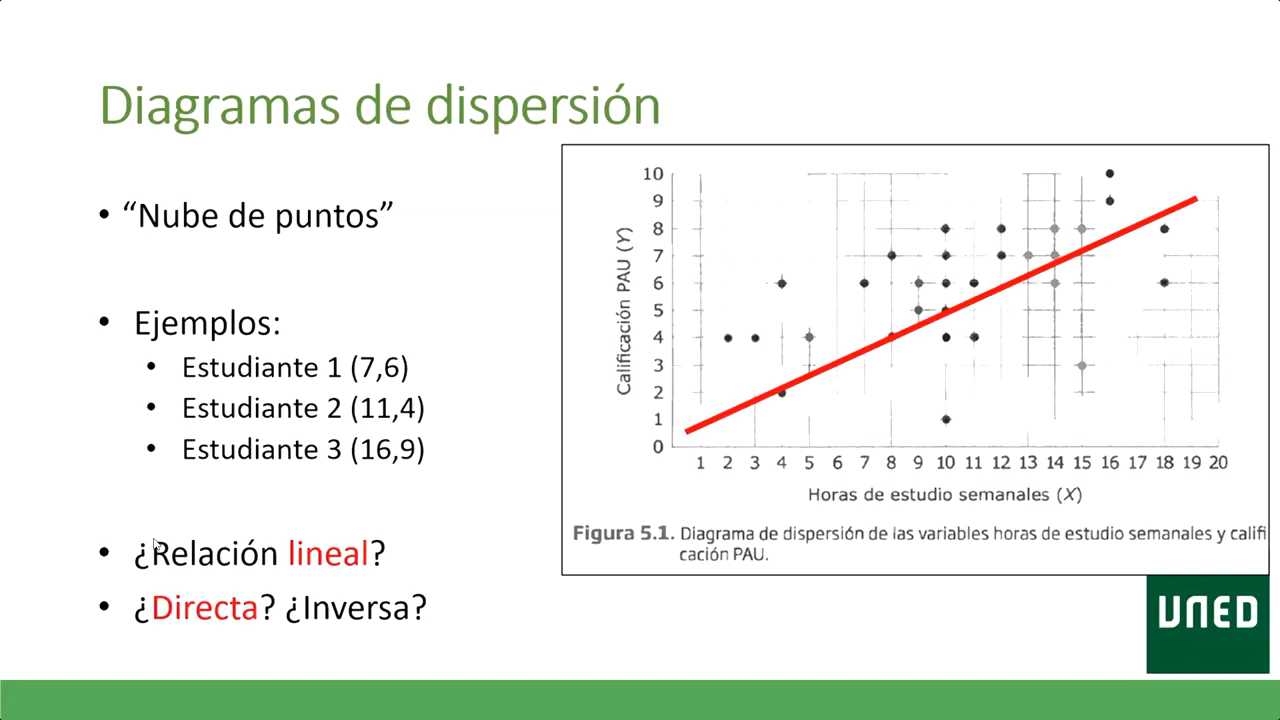 Diagramas de dispersión
• “Nube de puntos”
• Ejemplos:
• Estudiante 1 (7,6)
• Estudiante 2 (11,4)
• Estudiante 3 (16,9)
• ¿Relación lineal?
• ¿Directa? ¿Inversa?
Calificación PAU (Y)
10
9
8
7
6
5
4
3
2
1
0
1 2 3 4 5 6 7 8 9 10 11 12 13 14 15 16 17 18 19 20
Horas de estudio semanales (X)
Figura 5.1. Diagrama de dispersión de las variables horas de estudio semanales y califi
cación PAU.
UNED